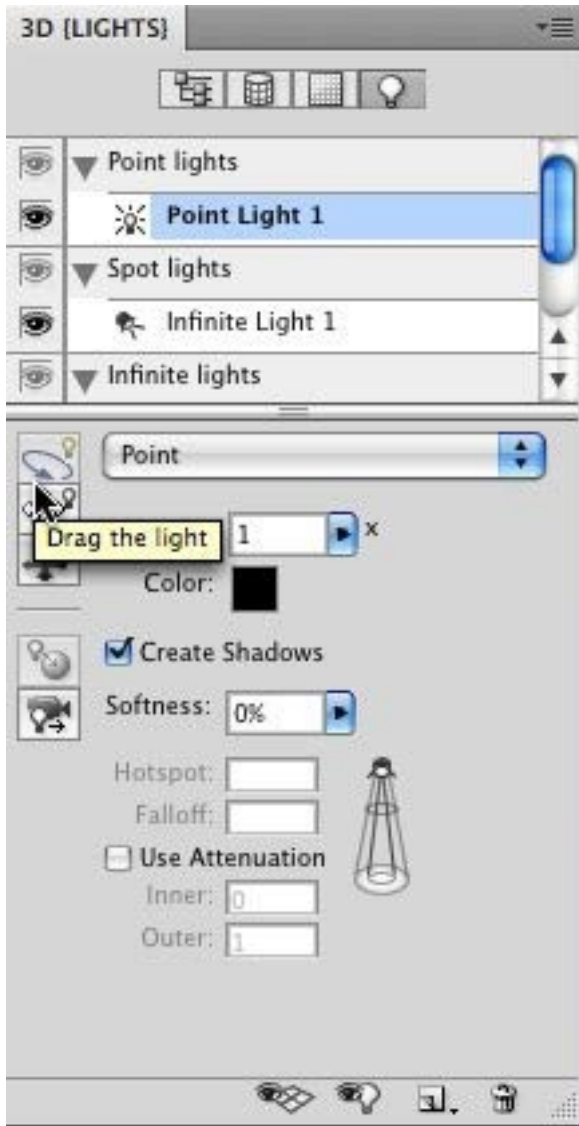 3D {LIGHTS}
Point lights
Point Light 1
Spot lights
Infinite Light 1
Infinite lights
Point
Drag the light
1
x
Color:
Create Shadows
Softness: 0%
Hotspot:
Falloff:
Use Attenuation
Inner: 0
Outer: 1